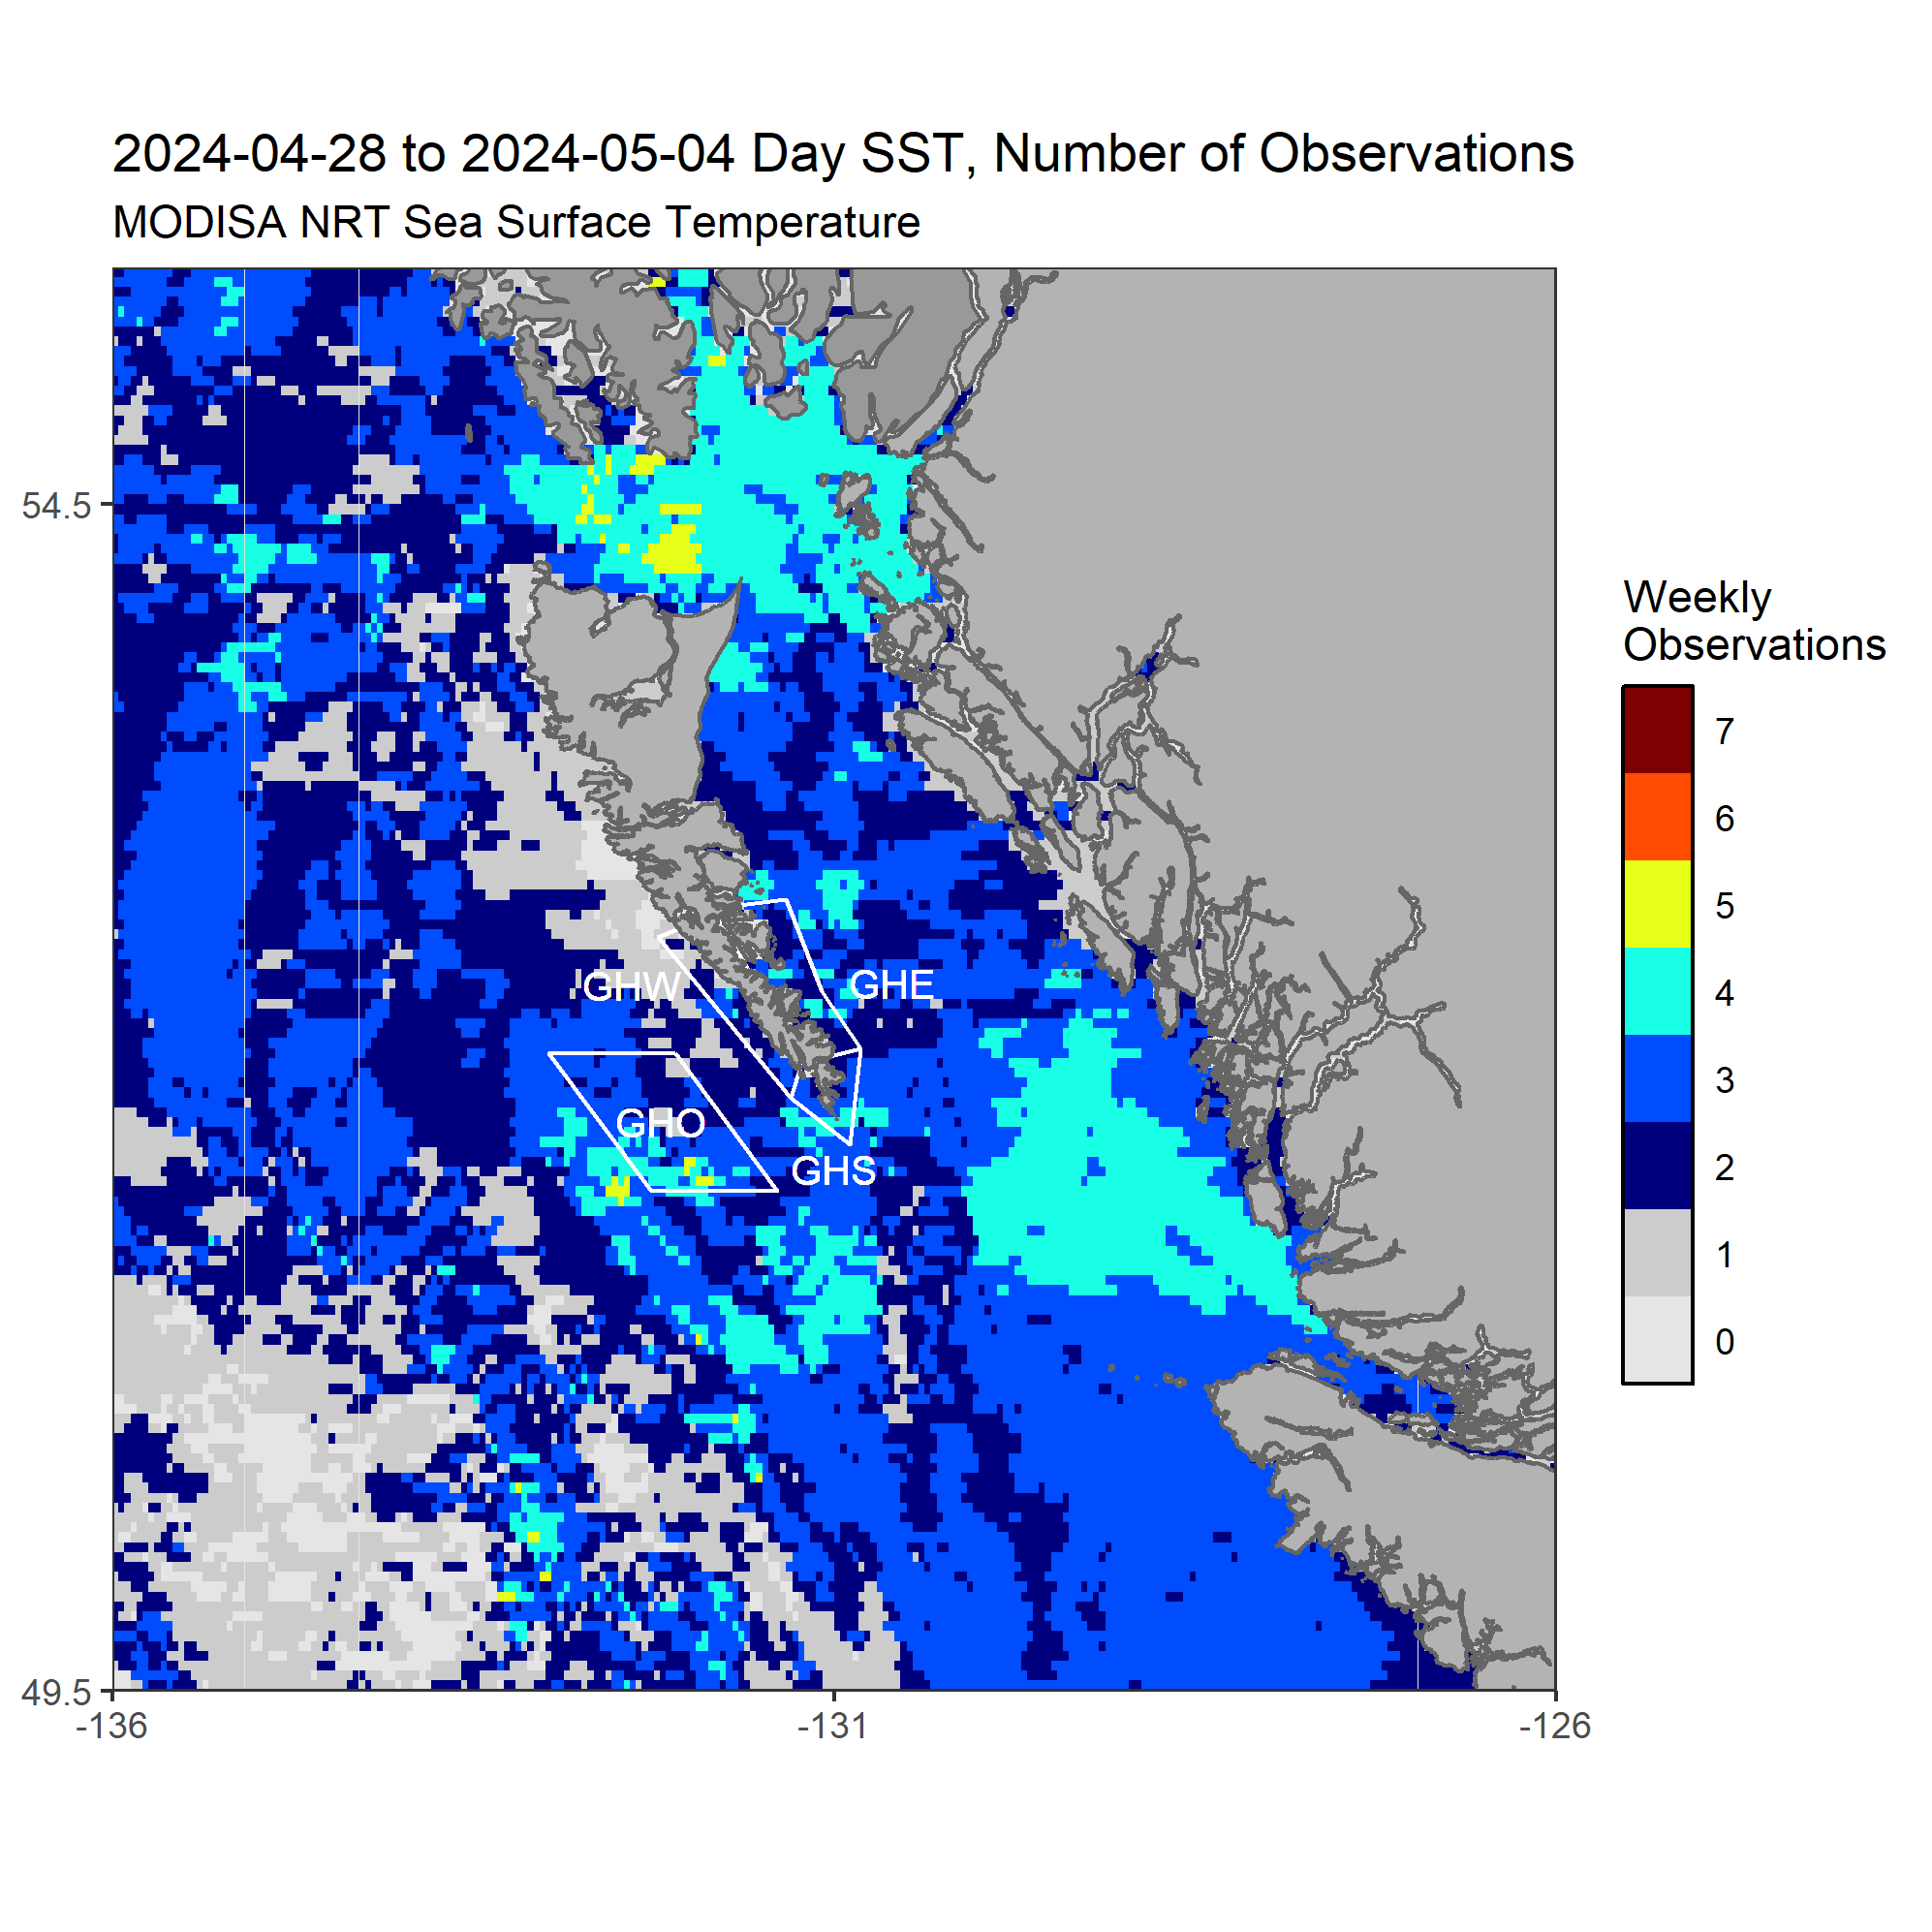 2024-04-28 to 2024-05-04 Day SST, Number of Observations
MODISA NRT Sea Surface Temperature
54.5
49.5
-136
-131
-126
GHW
GHE
GHO
GHS
Weekly
Observations
7
6
5
4
3
2
1
0